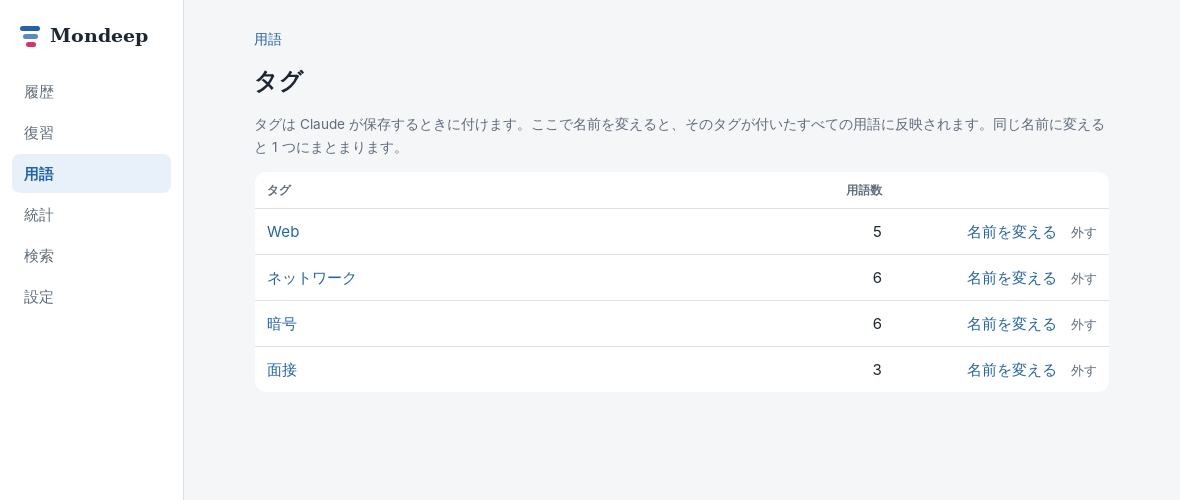 Mondeep
履歴
復習
用語
統計
検索
設定
用語
タグ
タグは Claude が保存するときに付けます。ここで名前を変えると、そのタグが付いたすべての用語に反映されます。同じ名前に変える
と 1 つにまとまります。
タグ 用語数
Web 5 名前を変える 外す
ネットワーク 6 名前を変える 外す
暗号 6 名前を変える 外す
面接 3 名前を変える 外す